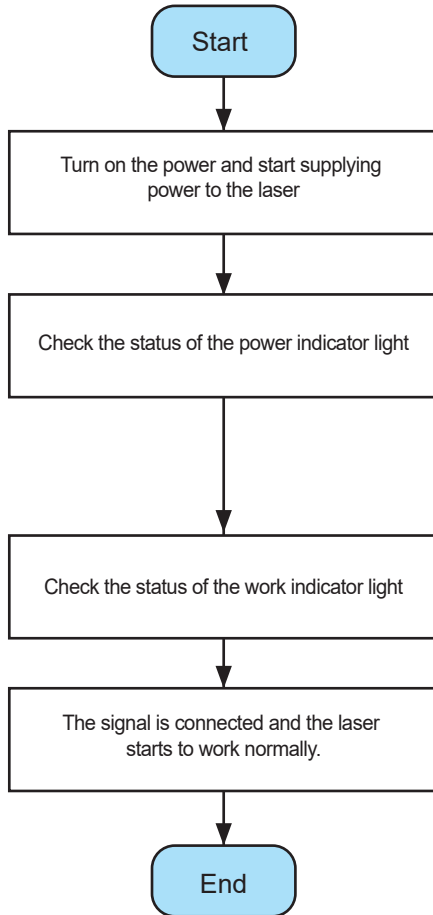 Start
Turn on the power and start supplying
power to the laser
Check the status of the power indicator light
Check the status of the work indicator light
The signal is connected and the laser
starts to work normally.
End